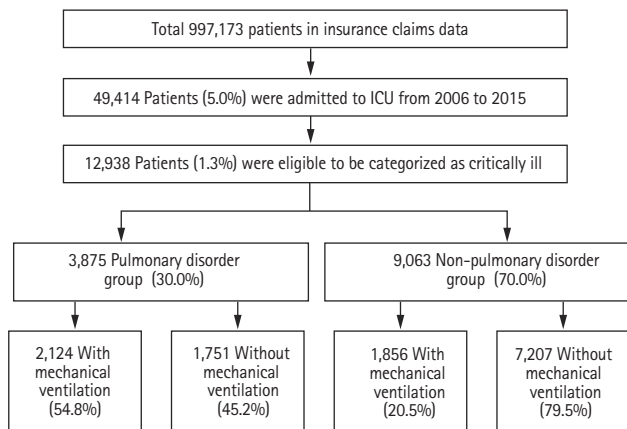 Total 997,173 patients in insurance claims data
49,414 Patients (5.0%) were admitted to ICU from 2006 to 2015
12,938 Patients (1.3%) were eligible to be categorized as critically ill
3,875 Pulmonary disorder
group (30.0%)
9,063 Non-pulmonary disorder
group (70.0%)
2,124 With
mechanical
ventilation
(54.8%)
1,751 Without
mechanical
ventilation
(45.2%)
1,856 With
mechanical
ventilation
(20.5%)
7,207 Without
mechanical
ventilation
(79.5%)